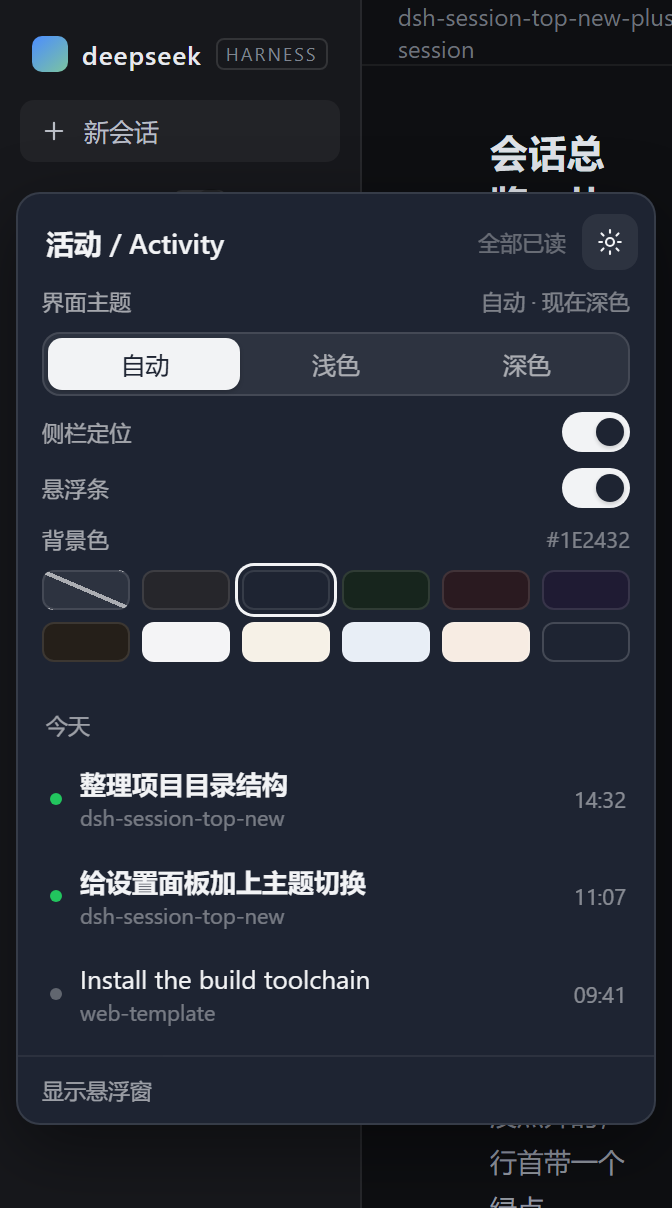 dsh-session-top-new-plus
session
deepseek HARNESS
+ 新会话
会话总
活动 / Activity 全部已读
界面主题 自动 · 现在深色
自动 浅色 深色
侧栏定位
悬浮条
背景色 #1E2432
今天
整理项目目录结构 14:32
dsh-session-top-new
给设置面板加上主题切换 11:07
dsh-session-top-new
Install the build toolchain 09:41
web-template
显示悬浮窗
行首带一个
绿点